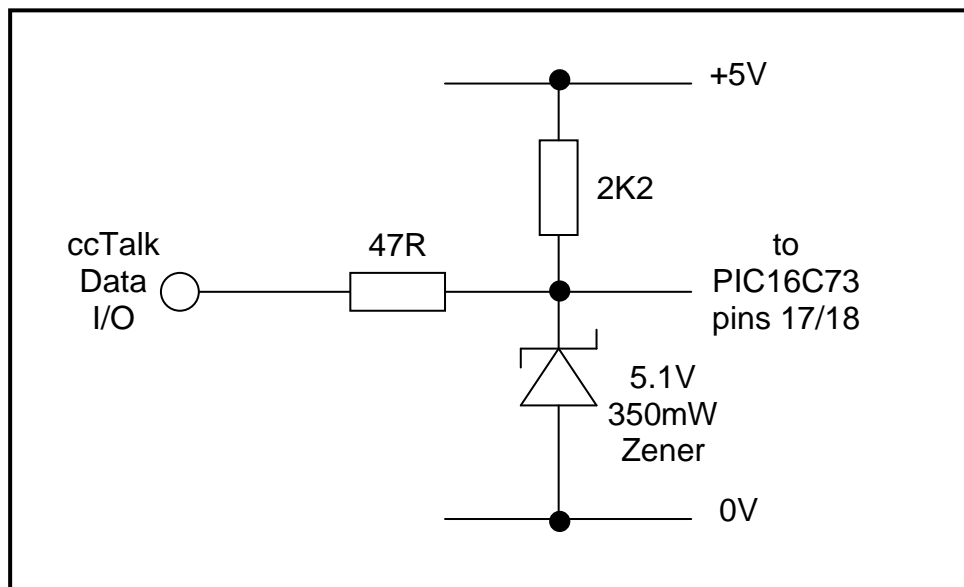 +5V
2K2
ccTalk
Data
I/O
47R
to
PIC16C73
pins 17/18
5.1V
350mW
Zener
0V